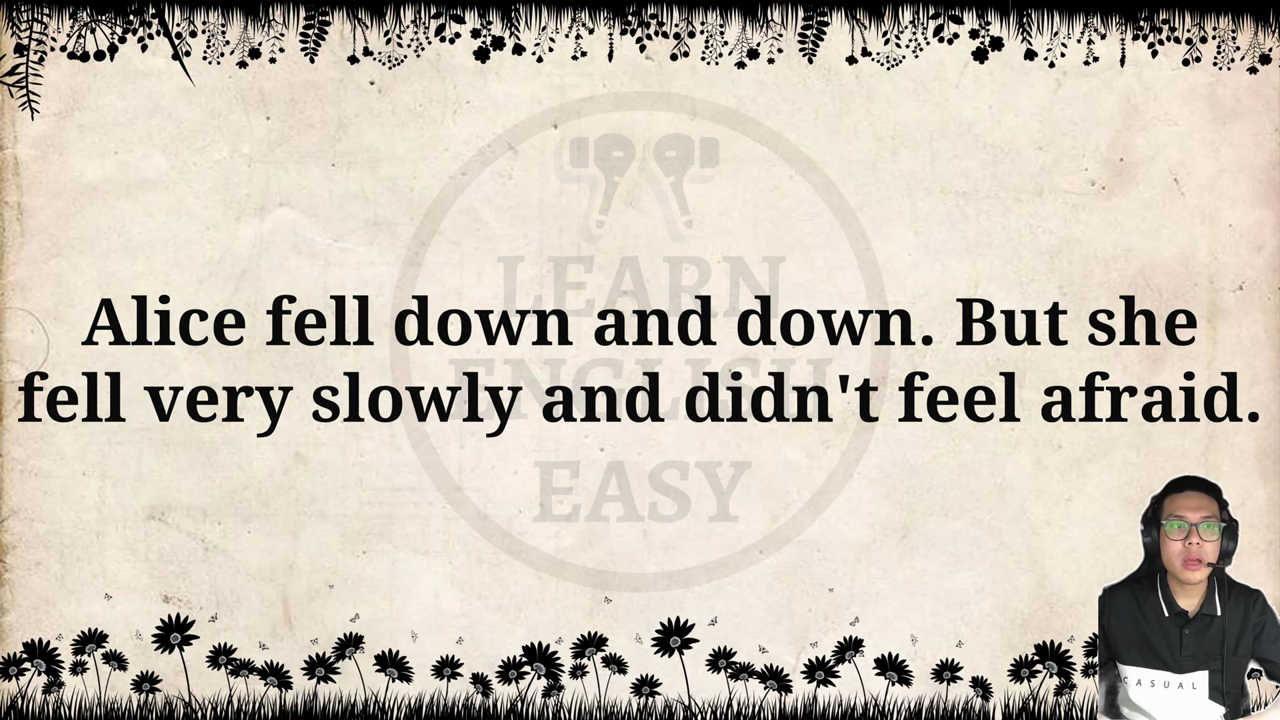 Alice fell down and down. But she
fell very slowly and didn't feel afraid.
LEARN
ENGLISH
EASY
CASUAL